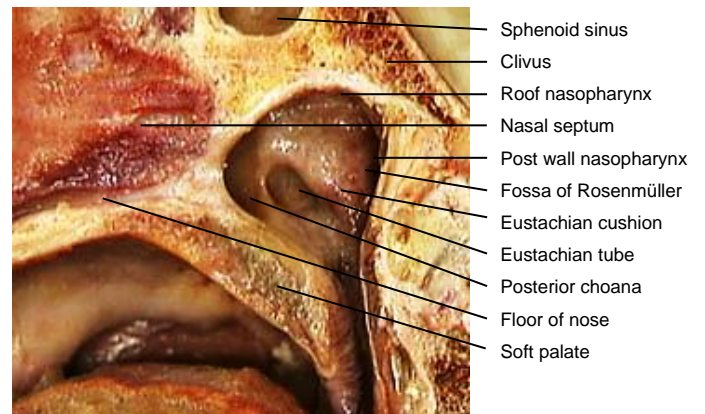 Sphenoid sinus
Clivus
Roof nasopharynx
Nasal septum
Post wall nasopharynx
Fossa of Rosenmüller
Eustachian cushion
Eustachian tube
Posterior choana
Floor of nose
Soft palate